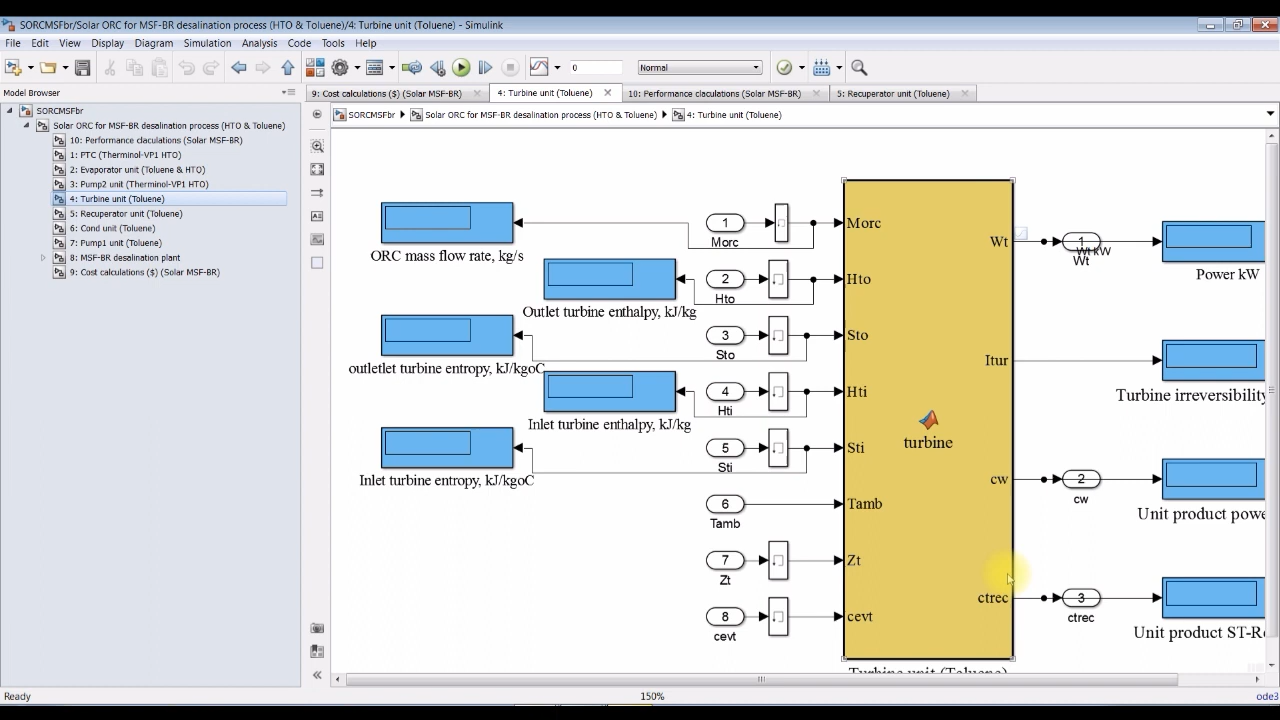 SORCMSFbr/Solar ORC for MSF-BR desalination process (HTO & Toluene)/4: Turbine unit (Toluene) - Simulink
File Edit View Display Diagram Simulation Analysis Code Tools Help
0 Normal
Model Browser
9: Cost calculations ($) (Solar MSF-BR) 4: Turbine unit (Toluene) 10: Performance claculations (Solar MSF-BR) 5: Recuperator unit (Toluene)
SORCMSFbr Solar ORC for MSF-BR desalination process (HTO & Toluene) 4: Turbine unit (Toluene)
SORCMSFbr
Solar ORC for MSF-BR desalination process (HTO & Toluene)
10: Performance claculations (Solar MSF-BR)
1: PTC (Therminol-VP1 HTO)
2: Evaporator unit (Toluene & HTO)
3: Pump2 unit (Therminol-VP1 HTO)
4: Turbine unit (Toluene)
5: Recuperator unit (Toluene)
6: Cond unit (Toluene)
7: Pump1 unit (Toluene)
8: MSF-BR desalination plant
9: Cost calculations ($) (Solar MSF-BR)
ORC mass flow rate, kg/s
Outlet turbine enthalpy, kJ/kg
outletlet turbine entropy, kJ/kgoC
Inlet turbine enthalpy, kJ/kg
Inlet turbine entropy, kJ/kgoC
1
Morc
2
Hto
3
Sto
4
Hti
5
Sti
6
Tamb
7
Zt
8
cevt
Morc
Hto
Sto
Hti
Sti
Tamb
Zt
cevt
turbine
Wt
Itur
cw
ctrec
Turbine unit (Toluene)
1
Wt kW
Wt
2
cw
3
ctrec
Power kW
Turbine irreversibility
Unit product powe
Unit product ST-Re
Ready 150% ode3